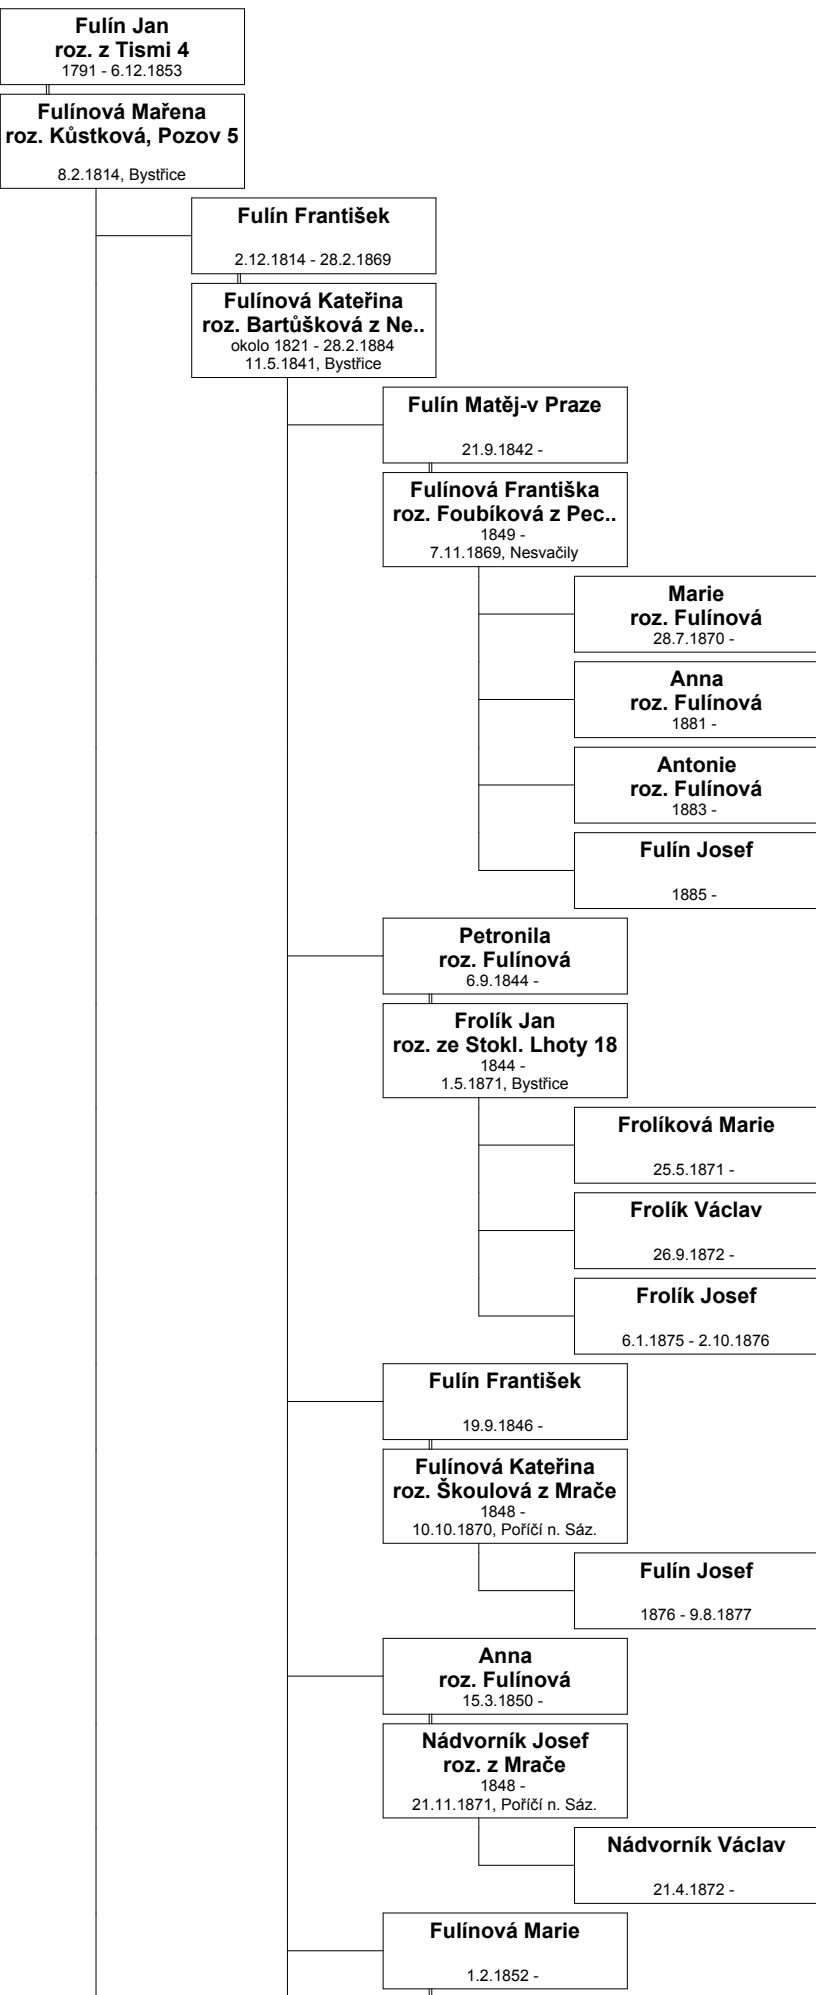 Fulín Jan
roz. z Tismi 4
1791 - 6.12.1853
Fulínová Mařena
roz. Kůstková, Pozov 5
8.2.1814, Bystřice
Fulín František
2.12.1814 - 28.2.1869
Fulínová Kateřina
roz. Bartůšková z Ne..
okolo 1821 - 28.2.1884
11.5.1841, Bystřice
Fulín Matěj-v Praze
21.9.1842 -
Fulínová Františka
roz. Foubíková z Pec..
1849 -
7.11.1869, Nesvačily
Marie
roz. Fulínová
28.7.1870 -
Anna
roz. Fulínová
1881 -
Antonie
roz. Fulínová
1883 -
Fulín Josef
1885 -
Petronila
roz. Fulínová
6.9.1844 -
Frolík Jan
roz. ze Stokl. Lhoty 18
1844 -
1.5.1871, Bystřice
Frolíková Marie
25.5.1871 -
Frolík Václav
26.9.1872 -
Frolík Josef
6.1.1875 - 2.10.1876
Fulín František
19.9.1846 -
Fulínová Kateřina
roz. Škoulová z Mrače
1848 -
10.10.1870, Poříčí n. Sáz.
Fulín Josef
1876 - 9.8.1877
Anna
roz. Fulínová
15.3.1850 -
Nádvorník Josef
roz. z Mrače
1848 -
21.11.1871, Poříčí n. Sáz.
Nádvorník Václav
21.4.1872 -
Fulínová Marie
1.2.1852 -